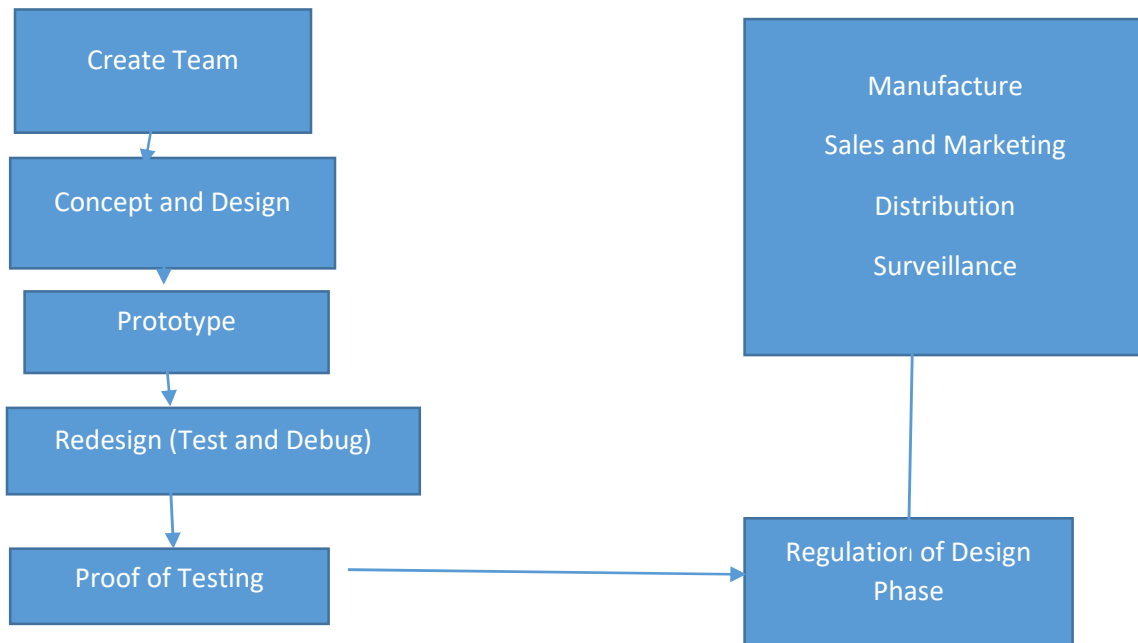 Create Team
Concept and Design
Prototype
Redesign (Test and Debug)
Proof of Testing
Regulation of Design
Phase
Manufacture
Sales and Marketing
Distribution
Surveillance